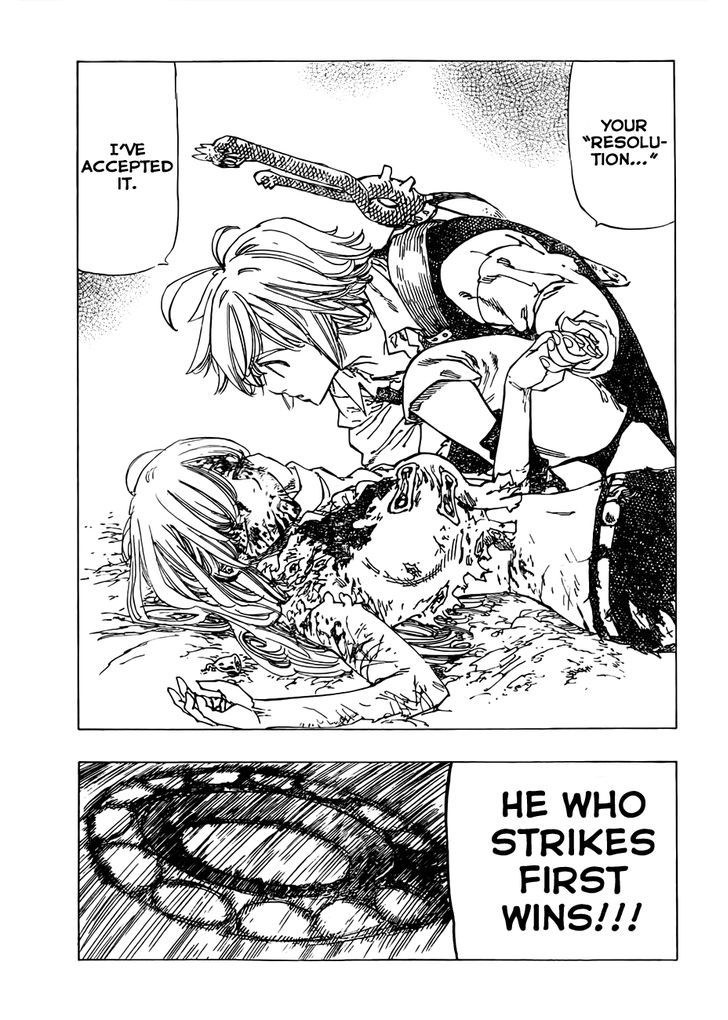 YOUR
"RESOLU-
TION..."
I'VE
ACCEPTED
IT.
HE WHO
STRIKES
FIRST
WINS!!!